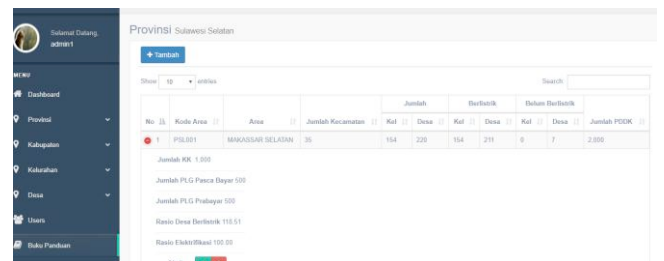 Selamat Datang,
admin1
MENU
Dashboard
Provinsi
Kabupaten
Kelurahan
Desa
Users
Buku Panduan
Provinsi Sulawesi Selatan
+ Tambah
Show 10 entries
Search:
Jumlah Berlistrik Belum Berlistrik
No Kode Area Area Jumlah Kecamatan Kel Desa Kel Desa Kel Desa Jumlah PDDK
1 PSL001 MAKASSAR SELATAN 36 154 220 154 211 0 7 2,000
Jumlah KK 1,000
Jumlah PLG Pasca Bayar 500
Jumlah PLG Prabayar 500
Rasio Desa Berlistrik 118.51
Rasio Elektrifikasi 100.00